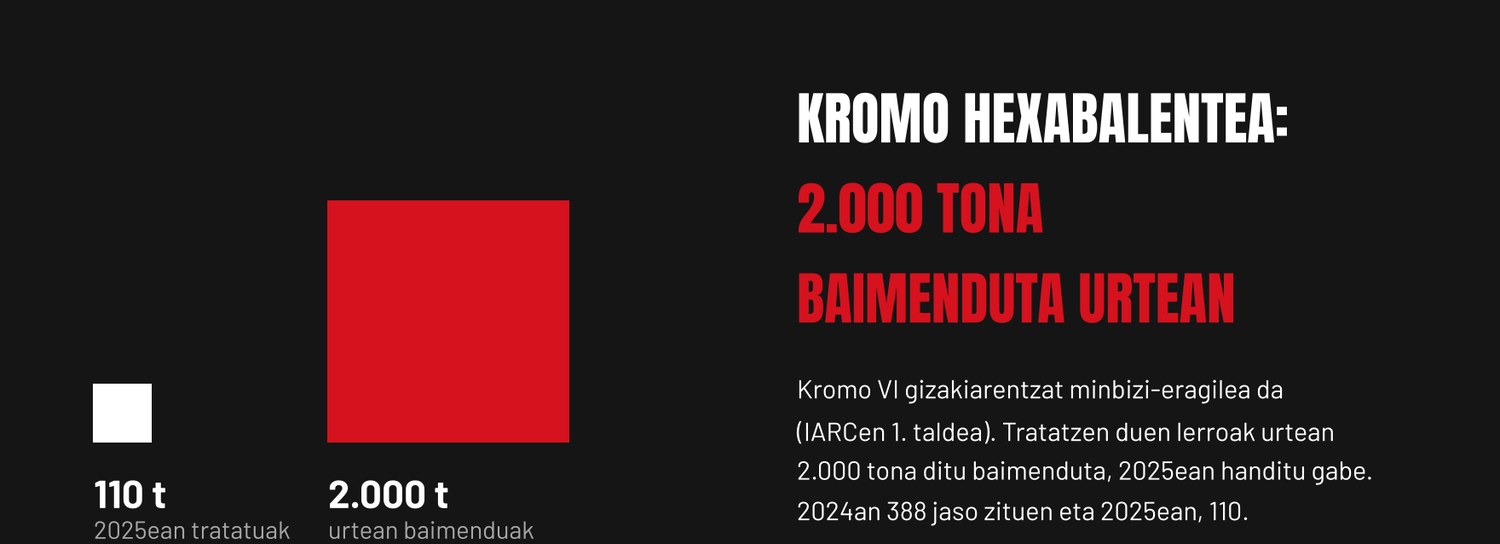 110 t
2025ean tratatuak
2.000 t
urtean baimenduak
KROMO HEXABALENTEA:
2.000 TONA
BAIMENDUTA URTEAN
Kromo VI gizakiarentzat minbizi-eragilea da
(IARCen 1. taldea). Tratatzen duen lerroak urtean
2.000 tona ditu baimenduta, 2025ean handitu gabe.
2024an 388 jaso zituen eta 2025ean, 110.